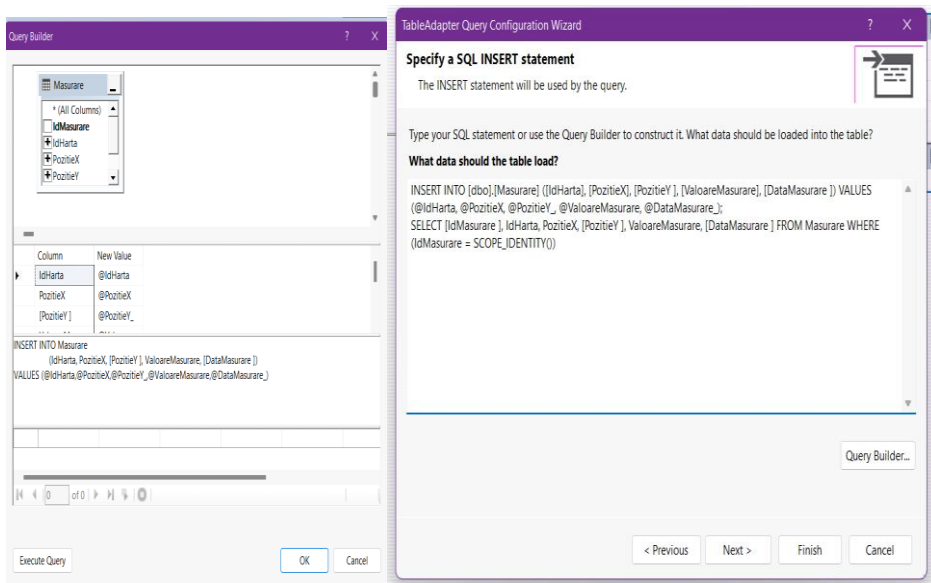 Query Builder ? X
Masurare
* (All Columns)
IdMasurare
IdHarta
PozitieX
PozitieY
Column New Value
IdHarta @IdHarta
PozitieX @PozitieX
[PozitieY ] @PozitieY_
INSERT INTO Masurare
(IdHarta, PozitieX, [PozitieY ], ValoareMasurare, [DataMasurare ])
VALUES (@IdHarta,@PozitieX,@PozitieY_,@ValoareMasurare,@DataMasurare_)
0 of 0
Execute Query OK Cancel
TableAdapter Query Configuration Wizard ? X
Specify a SQL INSERT statement
The INSERT statement will be used by the query.
Type your SQL statement or use the Query Builder to construct it. What data should be loaded into the table?
What data should the table load?
INSERT INTO [dbo].[Masurare] ([IdHarta], [PozitieX], [PozitieY ], [ValoareMasurare], [DataMasurare ]) VALUES
(@IdHarta, @PozitieX, @PozitieY_, @ValoareMasurare, @DataMasurare_);
SELECT [IdMasurare ], IdHarta, PozitieX, [PozitieY ], ValoareMasurare, [DataMasurare ] FROM Masurare WHERE
(IdMasurare = SCOPE_IDENTITY())
Query Builder...
< Previous Next > Finish Cancel